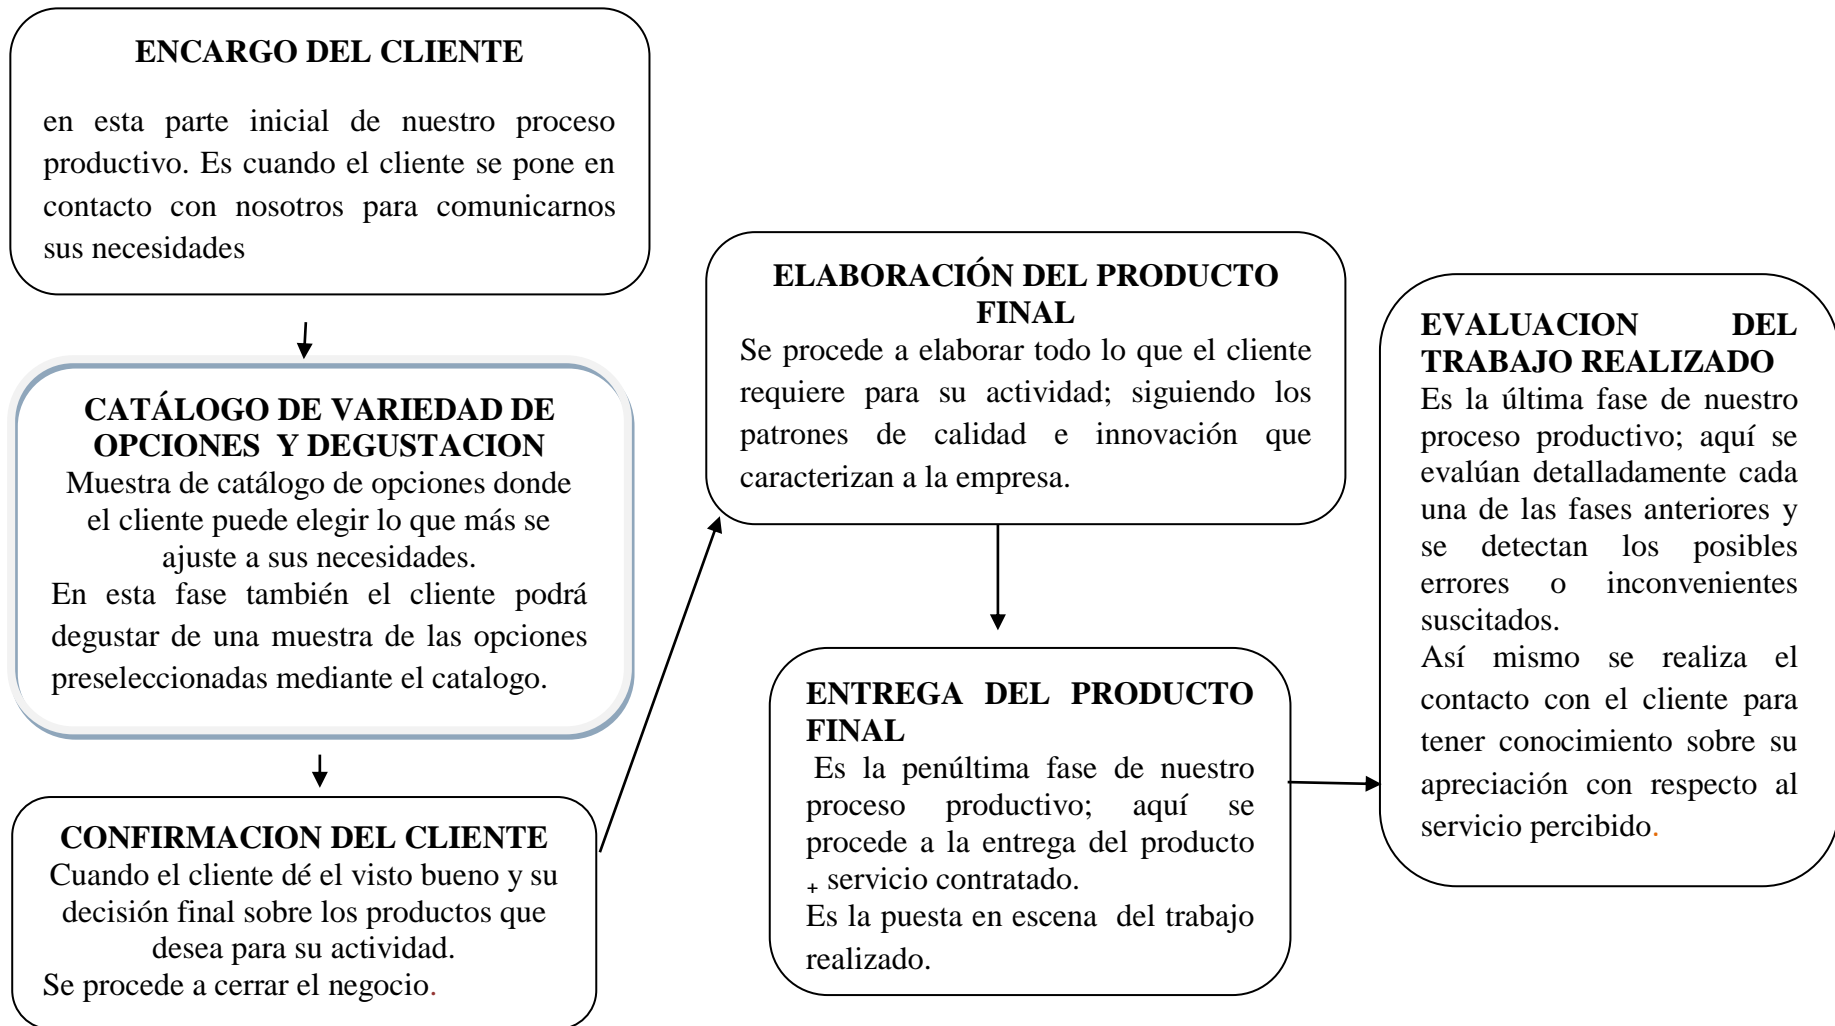 ENCARGO DEL CLIENTE
en esta parte inicial de nuestro proceso
productivo. Es cuando el cliente se pone en
contacto con nosotros para comunicarnos
sus necesidades
CATÁLOGO DE VARIEDAD DE
OPCIONES Y DEGUSTACION
Muestra de catálogo de opciones donde
el cliente puede elegir lo que más se
ajuste a sus necesidades.
En esta fase también el cliente podrá
degustar de una muestra de las opciones
preseleccionadas mediante el catalogo.
CONFIRMACION DEL CLIENTE
Cuando el cliente dé el visto bueno y su
decisión final sobre los productos que
desea para su actividad.
Se procede a cerrar el negocio.
ELABORACIÓN DEL PRODUCTO
FINAL
Se procede a elaborar todo lo que el cliente
requiere para su actividad; siguiendo los
patrones de calidad e innovación que
caracterizan a la empresa.
ENTREGA DEL PRODUCTO
FINAL
Es la penúltima fase de nuestro
proceso productivo; aquí se
procede a la entrega del producto
+ servicio contratado.
Es la puesta en escena del trabajo
realizado.
EVALUACION DEL
TRABAJO REALIZADO
Es la última fase de nuestro
proceso productivo; aquí se
evalúan detalladamente cada
una de las fases anteriores y
se detectan los posibles
errores o inconvenientes
suscitados.
Así mismo se realiza el
contacto con el cliente para
tener conocimiento sobre su
apreciación con respecto al
servicio percibido.